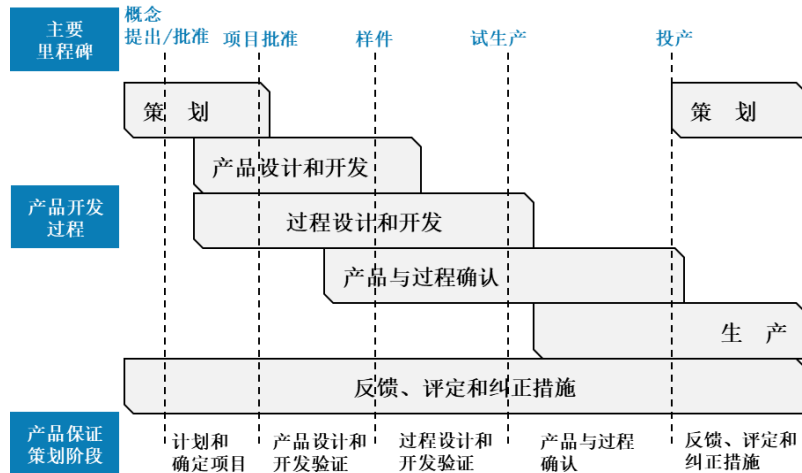 主要
里程碑
概念
提出/批准
项目批准
样件
试生产
投产
策 划
策 划
产品设计和开发
产品开发
过程
过程设计和开发
产品与过程确认
生 产
反馈、评定和纠正措施
产品保证
策划阶段
计划和
确定项目
产品设计和
开发验证
过程设计和
开发验证
产品与过程
确认
反馈、评定和
纠正措施